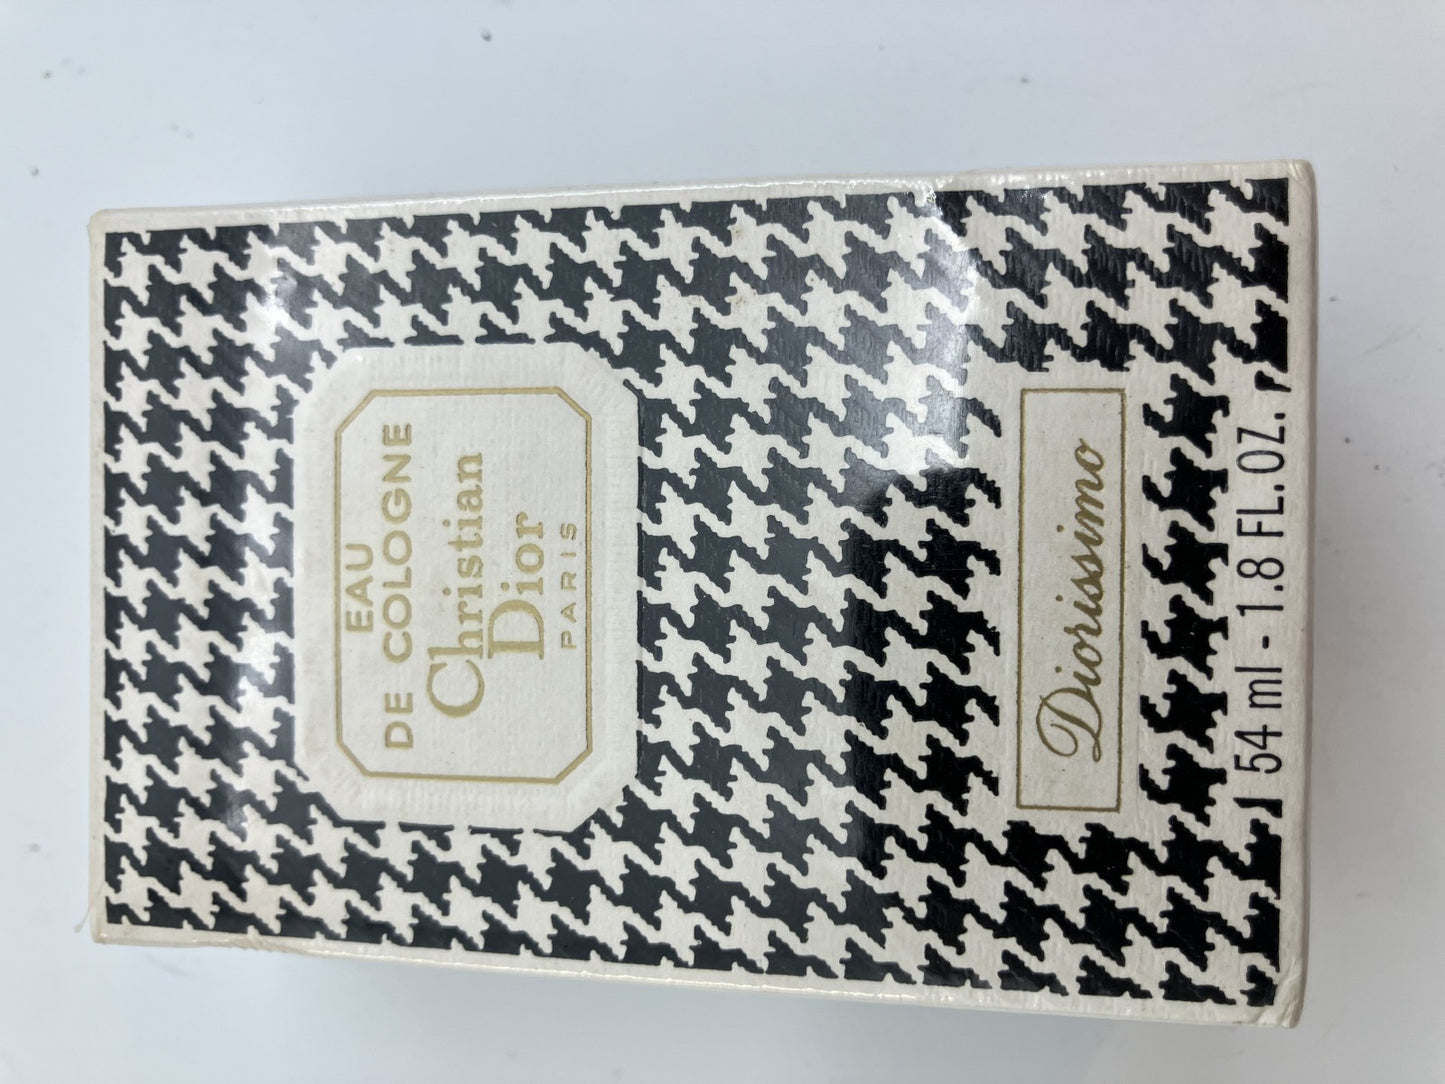 EAU
DE COLOGNE
Christian
Dior
PARIS
Diorissimo
54 ml - 1.8 FL.OZ.